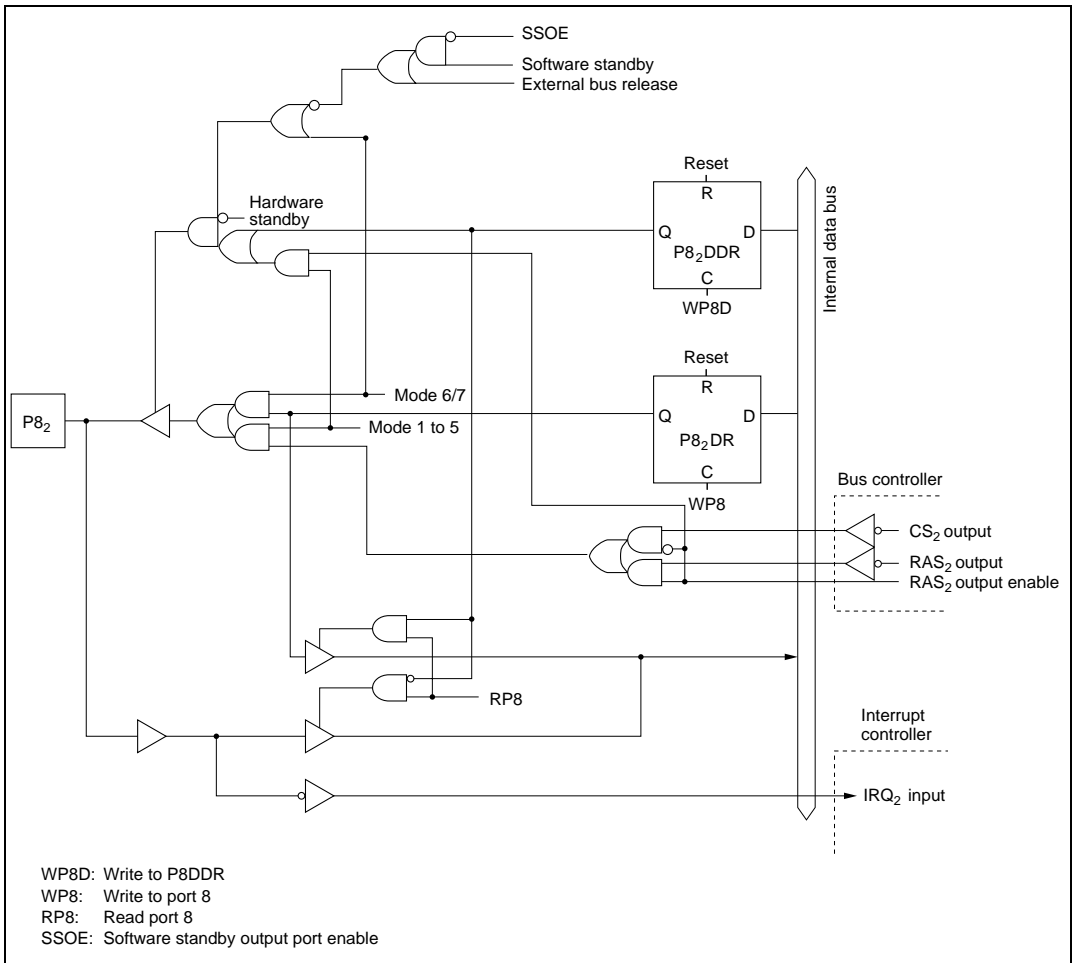 SSOE
Software standby
External bus release
Hardware
standby
Reset
R
Q
D
P8₂DDR
C
WP8D
Internal data bus
Reset
R
Mode 6/7
Q
D
P8₂
Mode 1 to 5
P8₂DR
C
WP8
Bus controller
CS₂ output
RAS₂ output
RAS₂ output enable
RP8
Interrupt
controller
IRQ₂ input
WP8D: Write to P8DDR
WP8: Write to port 8
RP8: Read port 8
SSOE: Software standby output port enable